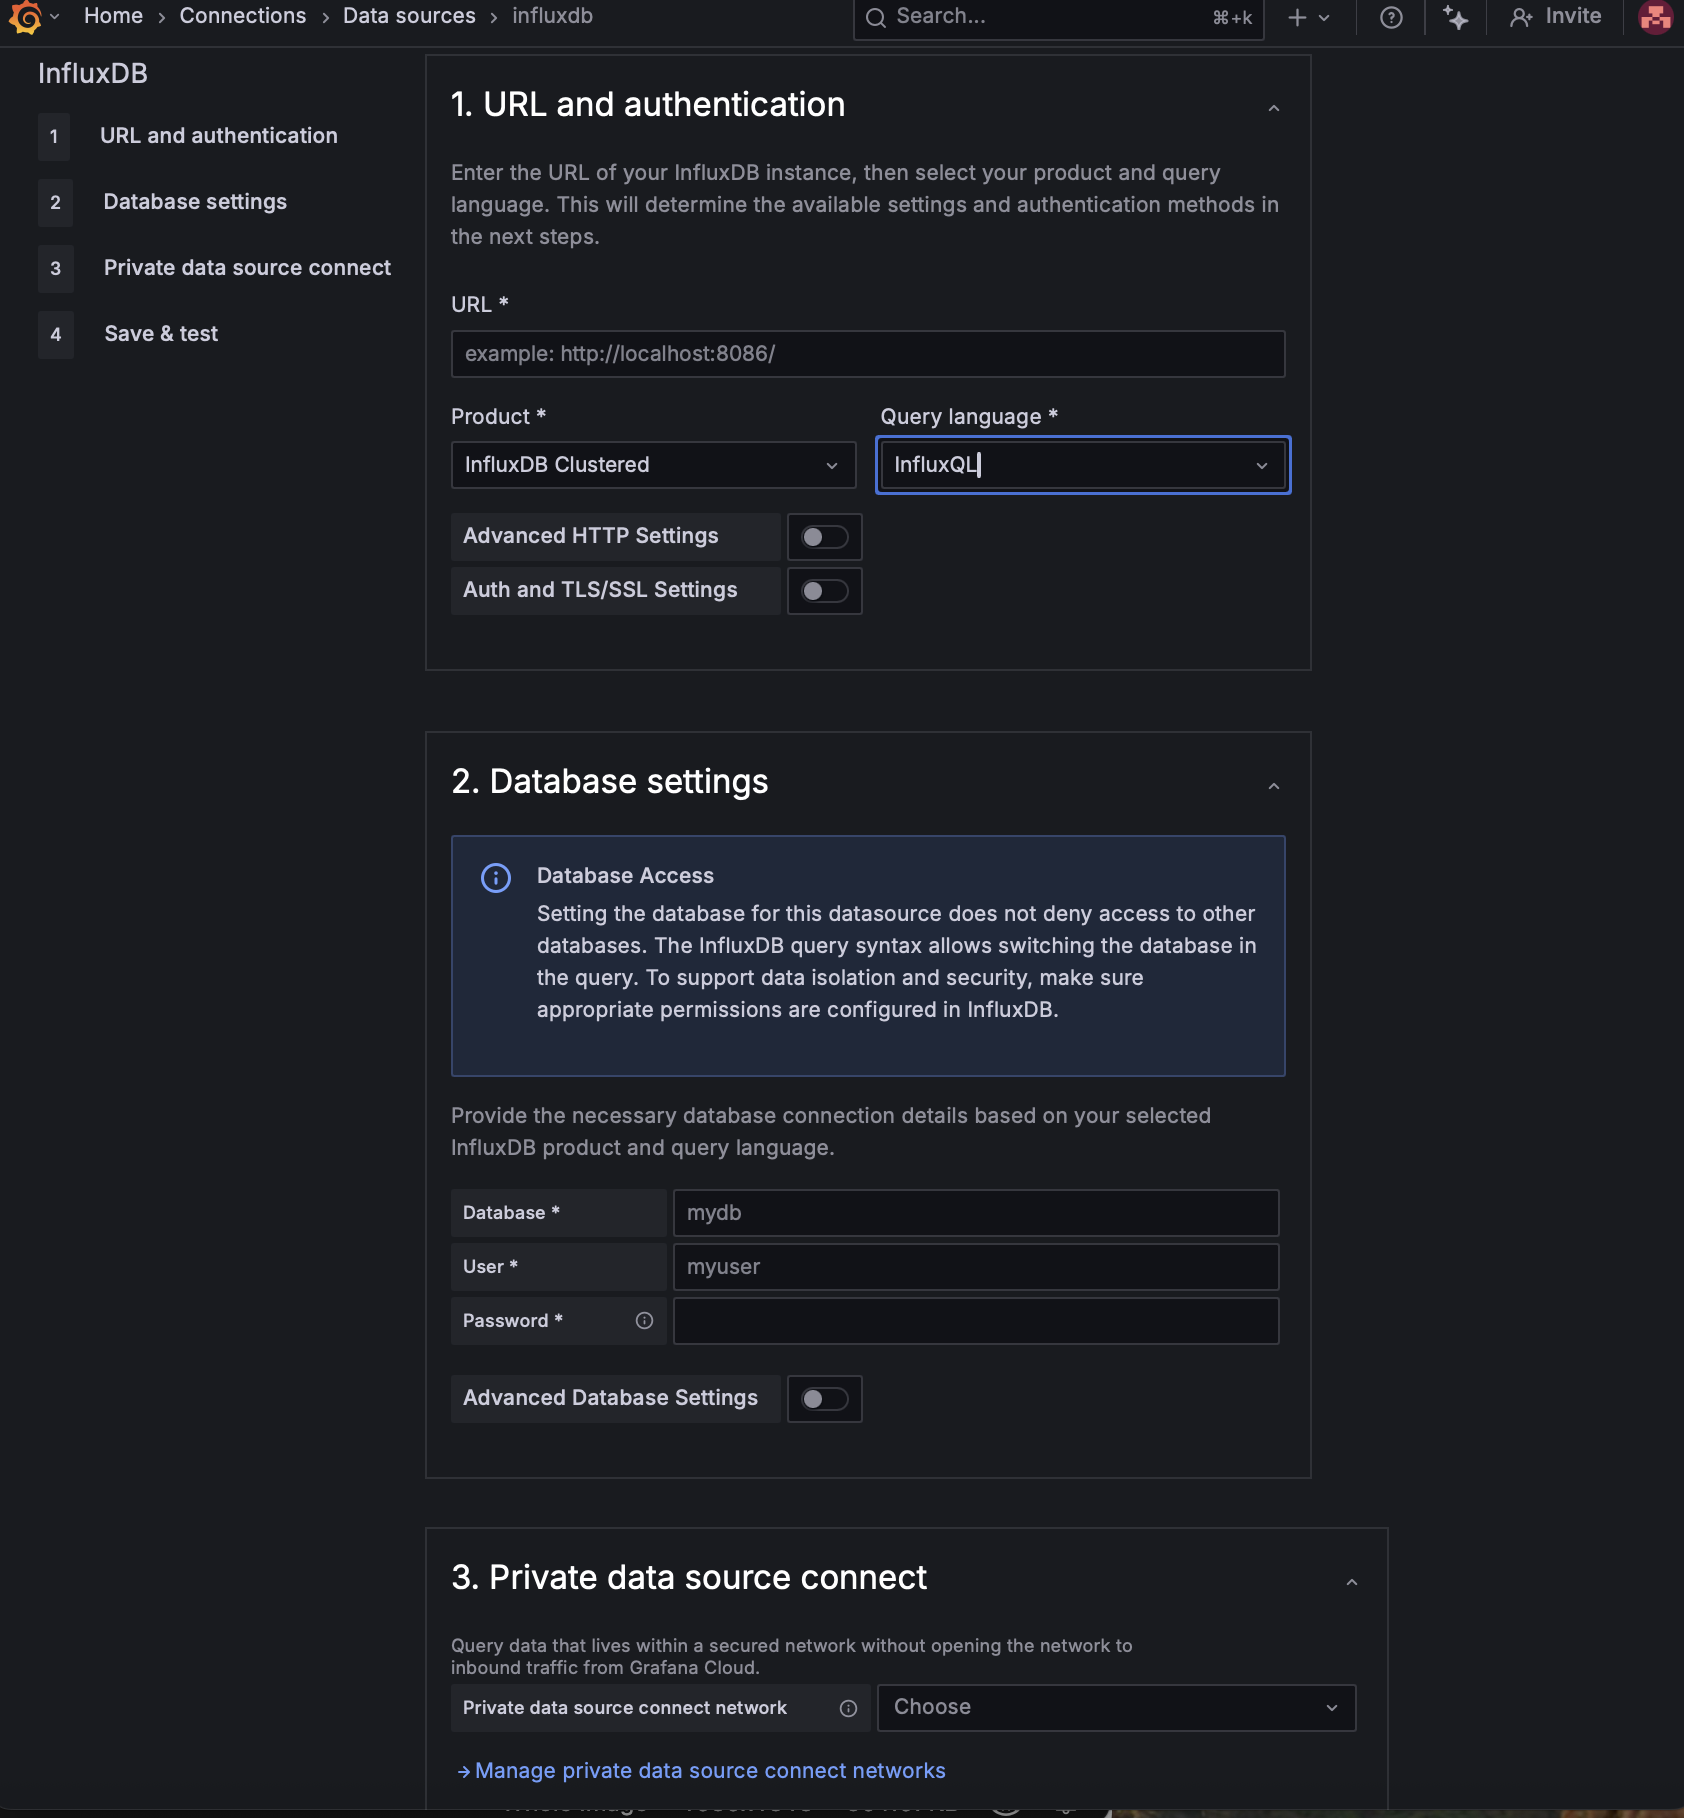 Home › Connections › Data sources › influxdb
Search...
⌘+k
Invite
InfluxDB
1 URL and authentication
2 Database settings
3 Private data source connect
4 Save & test
1. URL and authentication
Enter the URL of your InfluxDB instance, then select your product and query
language. This will determine the available settings and authentication methods in
the next steps.
URL *
example: http://localhost:8086/
Product *
Query language *
InfluxDB Clustered
InfluxQL
Advanced HTTP Settings
Auth and TLS/SSL Settings
2. Database settings
Database Access
Setting the database for this datasource does not deny access to other
databases. The InfluxDB query syntax allows switching the database in
the query. To support data isolation and security, make sure
appropriate permissions are configured in InfluxDB.
Provide the necessary database connection details based on your selected
InfluxDB product and query language.
Database *
mydb
User *
myuser
Password *
Advanced Database Settings
3. Private data source connect
Query data that lives within a secured network without opening the network to
inbound traffic from Grafana Cloud.
Private data source connect network
Choose
→ Manage private data source connect networks